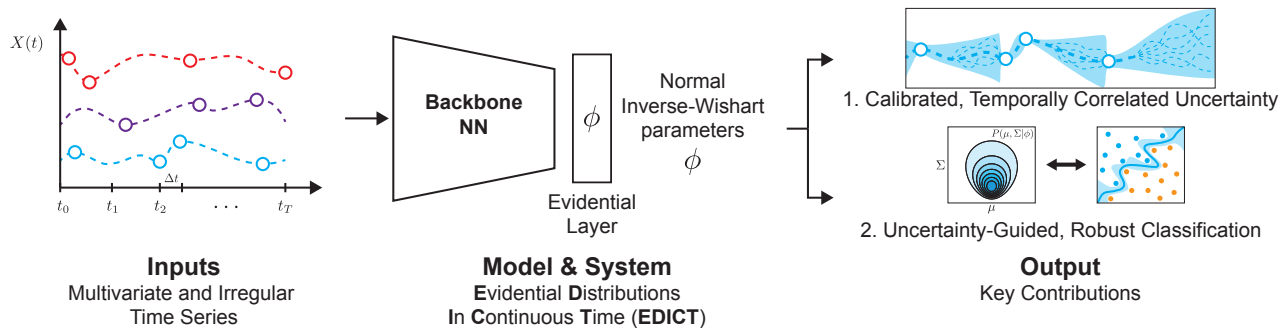 X(t)
Δt
t₀ t₁ t₂ · · · t_T
Inputs
Multivariate and Irregular
Time Series
Backbone
NN
ϕ
Evidential
Layer
Normal
Inverse-Wishart
parameters
ϕ
Model & System
Evidential Distributions
In Continuous Time (EDICT)
1. Calibrated, Temporally Correlated Uncertainty
P(μ, Σ|ϕ)
Σ
μ
2. Uncertainty-Guided, Robust Classification
Output
Key Contributions